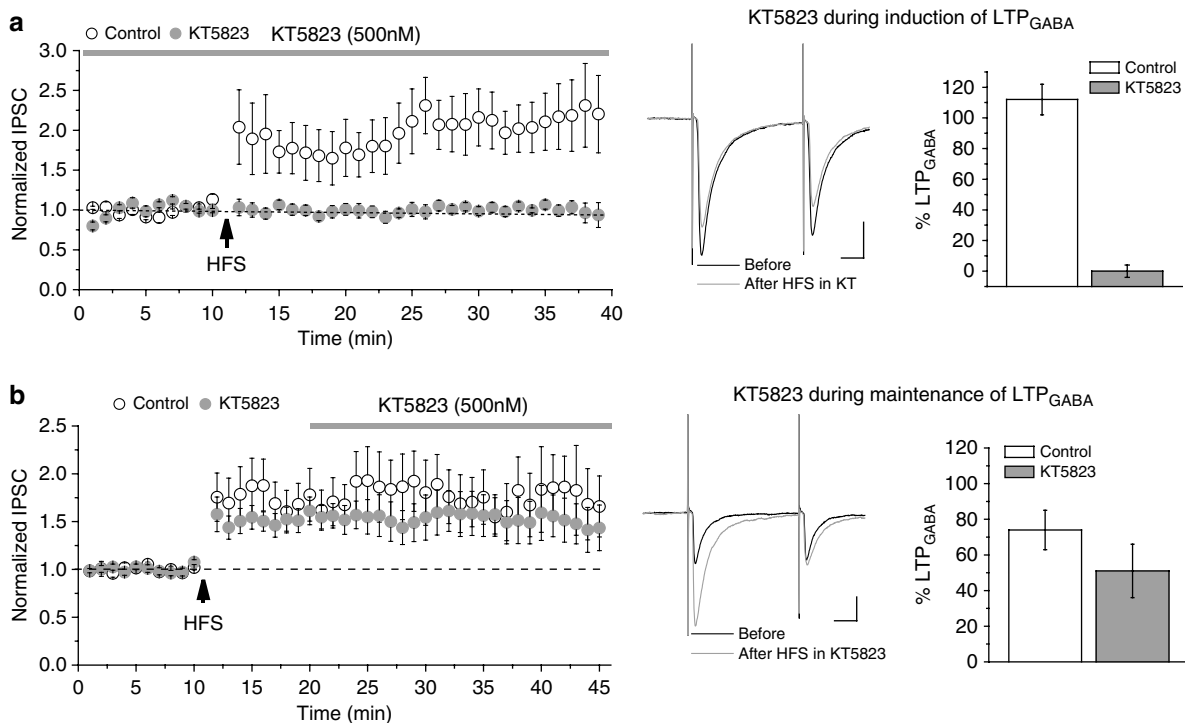 a
Control KT5823 KT5823 (500nM)
Normalized IPSC
3.0
2.5
2.0
1.5
1.0
0.5
0.0
HFS
0 5 10 15 20 25 30 35 40
Time (min)
KT5823 during induction of LTP_GABA
Before
After HFS in KT
% LTP_GABA
120
100
80
60
40
20
0
Control
KT5823
b
Control KT5823
KT5823 (500nM)
Normalized IPSC
2.5
2.0
1.5
1.0
0.5
0.0
HFS
0 5 10 15 20 25 30 35 40 45
Time (min)
KT5823 during maintenance of LTP_GABA
Before
After HFS in KT5823
% LTP_GABA
120
100
80
60
40
20
0
Control
KT5823